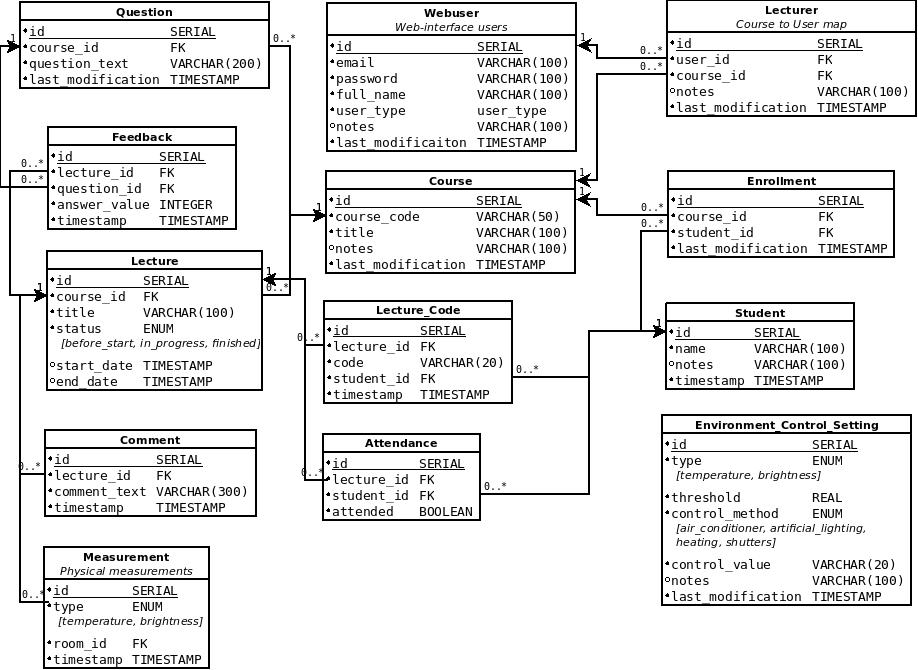 Question
id SERIAL
course_id FK
question_text VARCHAR(200)
last_modification TIMESTAMP
1
0..*
Webuser
Web-interface users
id SERIAL
email VARCHAR(100)
password VARCHAR(100)
full_name VARCHAR(100)
user_type user_type
notes VARCHAR(100)
last_modificaiton TIMESTAMP
1
Lecturer
Course to User map
id SERIAL
user_id FK
course_id FK
notes VARCHAR(100)
last_modification TIMESTAMP
0..*
0..*
Feedback
id SERIAL
lecture_id FK
question_id FK
answer_value INTEGER
timestamp TIMESTAMP
0..*
0..*
Course
id SERIAL
course_code VARCHAR(50)
title VARCHAR(100)
notes VARCHAR(100)
last_modification TIMESTAMP
1
1
1
Enrollment
id SERIAL
course_id FK
student_id FK
last_modification TIMESTAMP
0..*
0..*
Lecture
id SERIAL
course_id FK
title VARCHAR(100)
status ENUM
[before_start, in_progress, finished]
start_date TIMESTAMP
end_date TIMESTAMP
1
1
0..*
Lecture_Code
id SERIAL
lecture_id FK
code VARCHAR(20)
student_id FK
timestamp TIMESTAMP
0..*
0..*
Student
id SERIAL
name VARCHAR(100)
notes VARCHAR(100)
timestamp TIMESTAMP
1
Comment
id SERIAL
lecture_id FK
comment_text VARCHAR(300)
timestamp TIMESTAMP
0..*
Attendance
id SERIAL
lecture_id FK
student_id FK
attended BOOLEAN
0..*
0..*
Environment_Control_Setting
id SERIAL
type ENUM
[temperature, brightness]
threshold REAL
control_method ENUM
[air_conditioner, artificial_lighting,
heating, shutters]
control_value VARCHAR(20)
notes VARCHAR(100)
last_modification TIMESTAMP
Measurement
Physical measurements
id SERIAL
type ENUM
[temperature, brightness]
room_id FK
timestamp TIMESTAMP
0..*